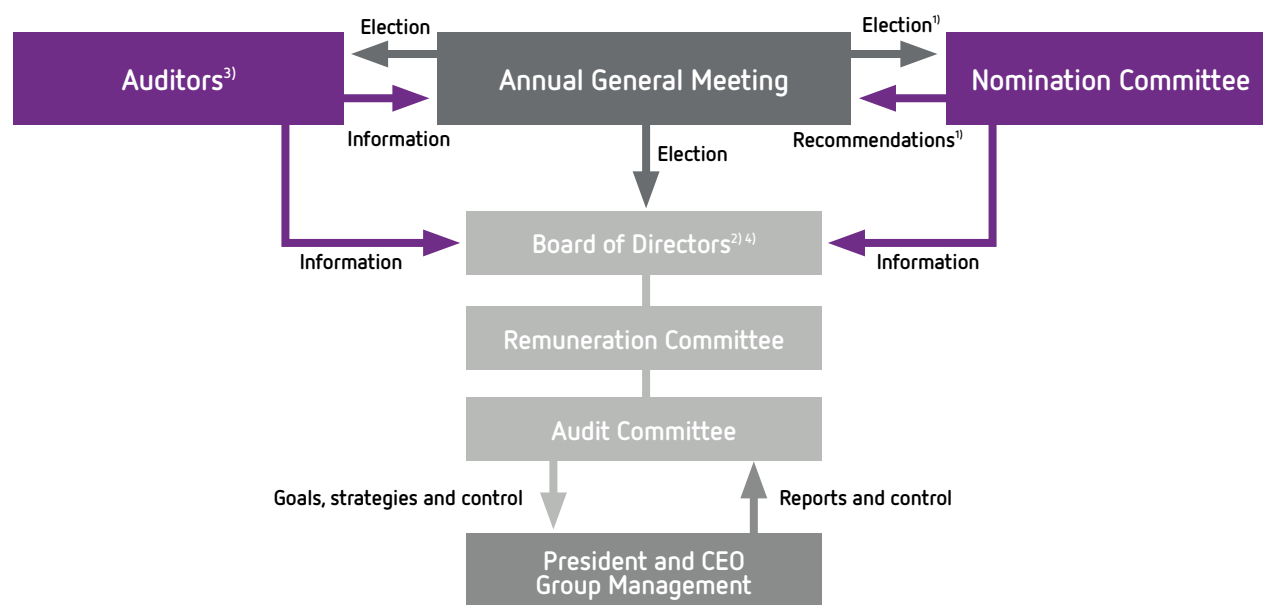 Election
Election¹⁾
Auditors³⁾
Annual General Meeting
Nomination Committee
Information
Recommendations¹⁾
Election
Board of Directors²⁾ ⁴⁾
Information
Information
Remuneration Committee
Audit Committee
Goals, strategies and control
Reports and control
President and CEO
Group Management